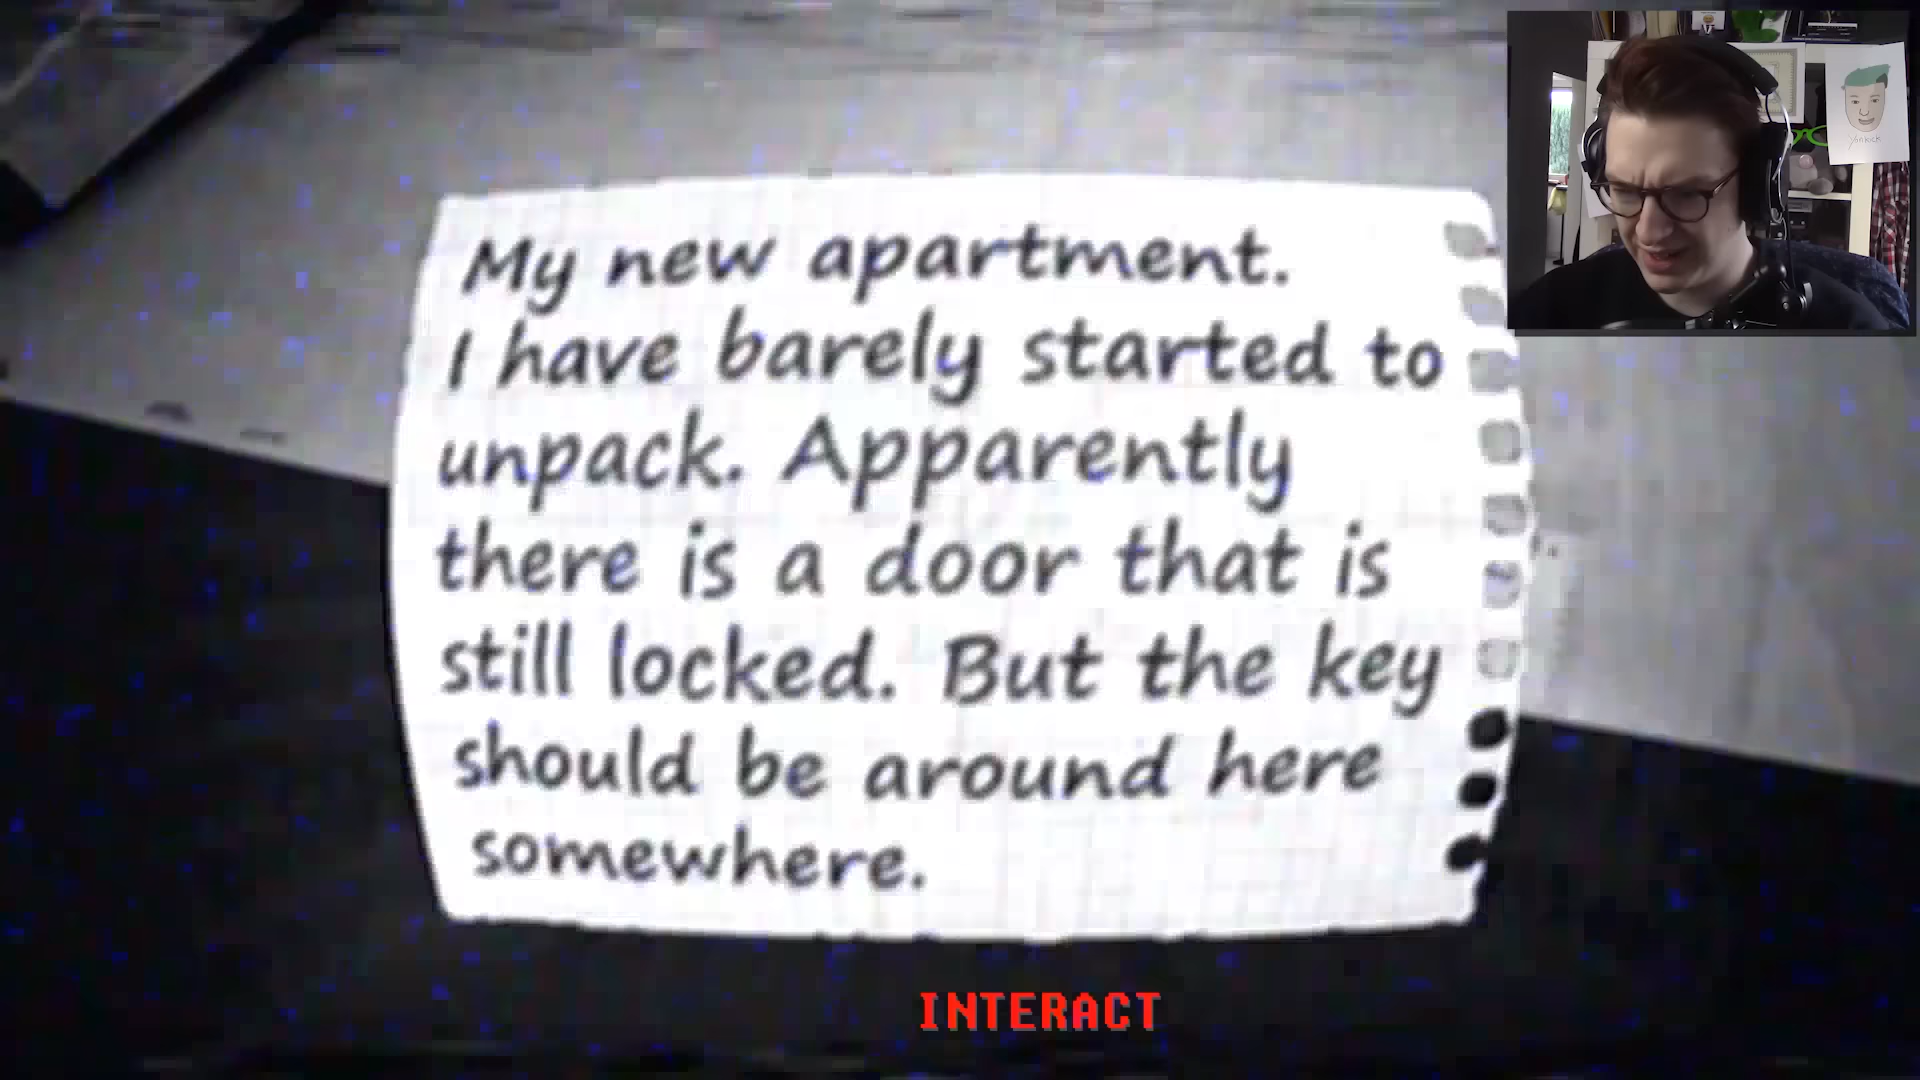 My new apartment.
I have barely started to
unpack. Apparently
there is a door that is
still locked. But the key
should be around here
somewhere.
INTERACT